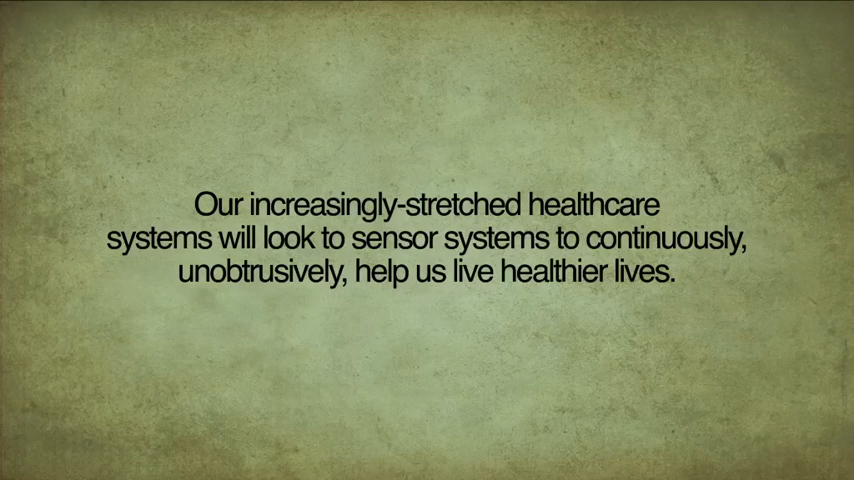 Our increasingly-stretched healthcare
systems will look to sensor systems to continuously,
unobtrusively, help us live healthier lives.